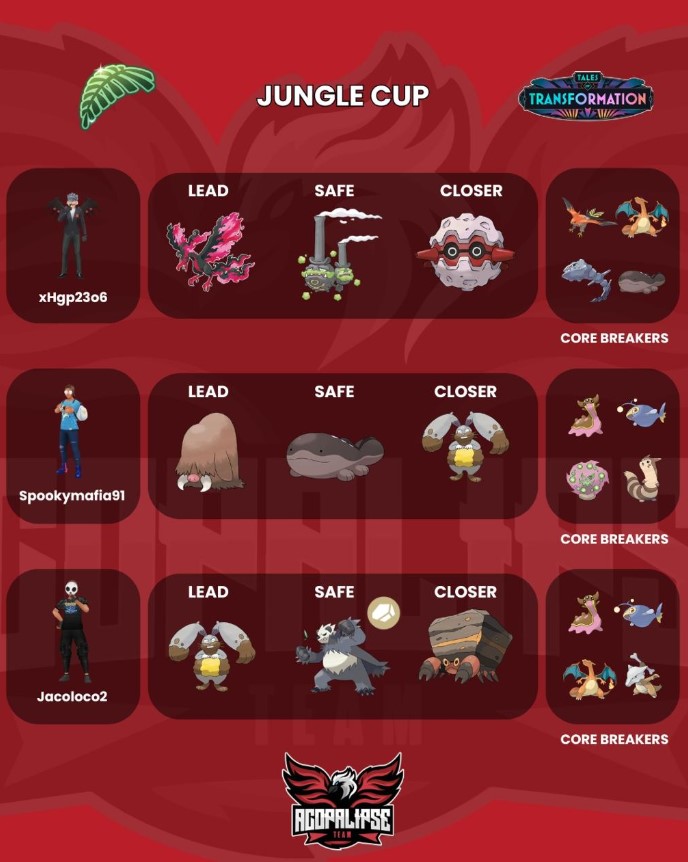 JUNGLE CUP
TALES
OF
TRANSFORMATION
LEAD SAFE CLOSER
xHgp23o6
CORE BREAKERS
LEAD SAFE CLOSER
Spookymafia91
CORE BREAKERS
LEAD SAFE CLOSER
Jacoloco2
CORE BREAKERS
ACOPALIPSE
TEAM